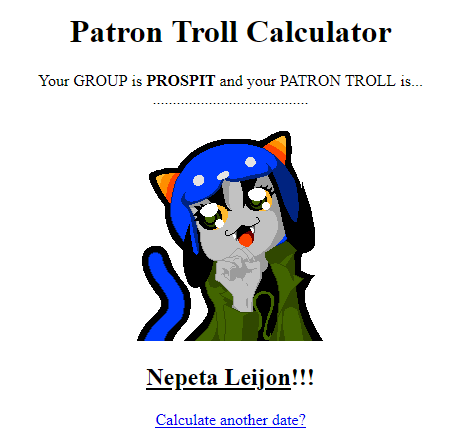 Patron Troll Calculator
Your GROUP is PROSPIT and your PATRON TROLL is...
.......................................
Nepeta Leijon!!!
Calculate another date?